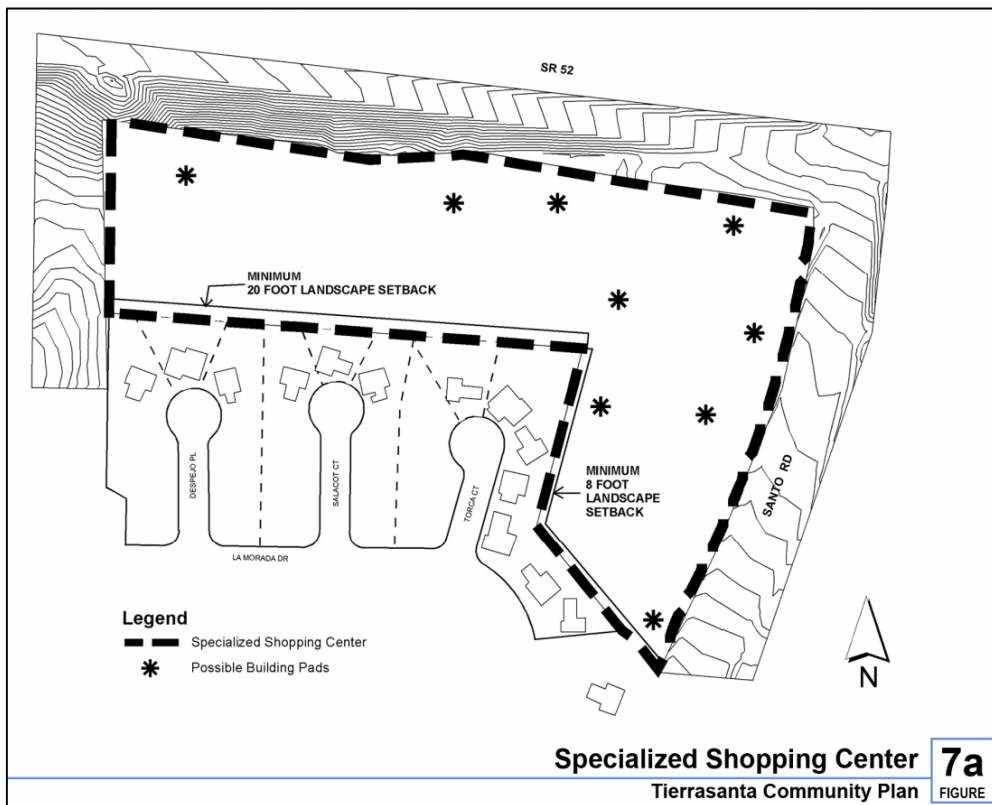 SR 52
MINIMUM
20 FOOT LANDSCAPE SETBACK
MINIMUM
8 FOOT
LANDSCAPE
SETBACK
DESPEJO PL
SALACOT CT
TORCA CT
SANTO RD
LA MORADA DR
Legend
Specialized Shopping Center
Possible Building Pads
N
Specialized Shopping Center
Tierrasanta Community Plan
7a
FIGURE